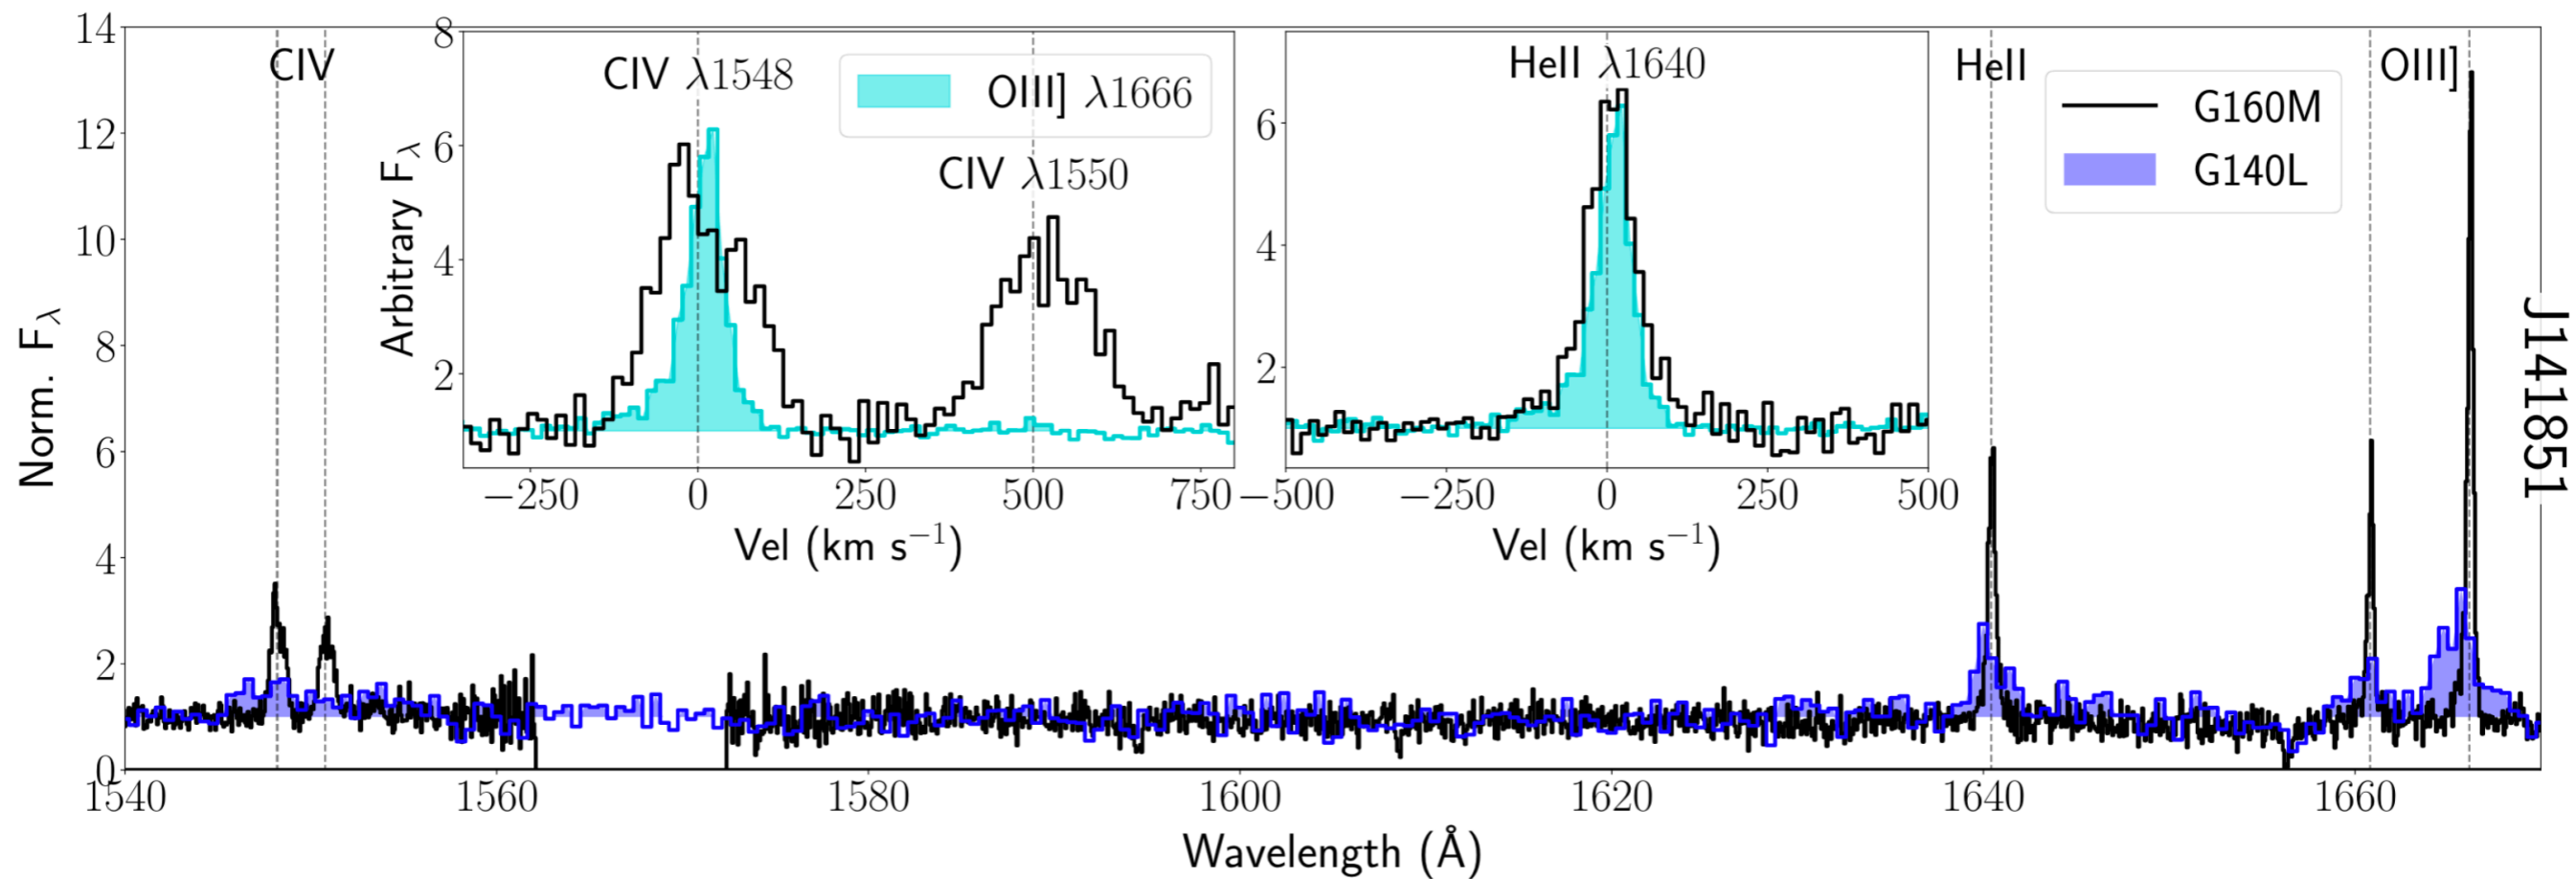 14
12
10
8
6
4
2
0
Norm. F_λ
CIV
8
6
4
2
Arbitrary F_λ
CIV λ1548
OIII] λ1666
CIV λ1550
−250
0
250
500
750
Vel (km s⁻¹)
HeII λ1640
6
4
2
−500
−250
0
250
500
Vel (km s⁻¹)
HeII
OIII]
G160M
G140L
J141851
1540
1560
1580
1600
1620
1640
1660
Wavelength (Å)